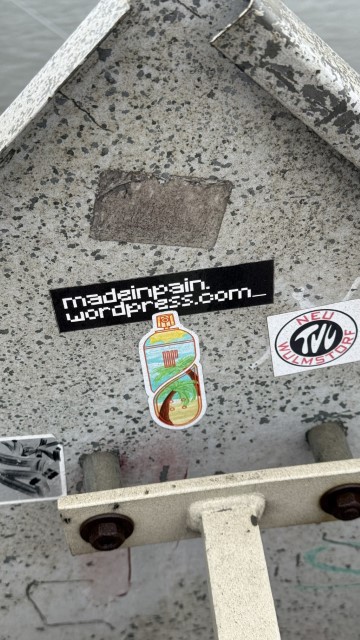 madeinpain.
wordpress.com_
NEU
TVV
WULMSTORF